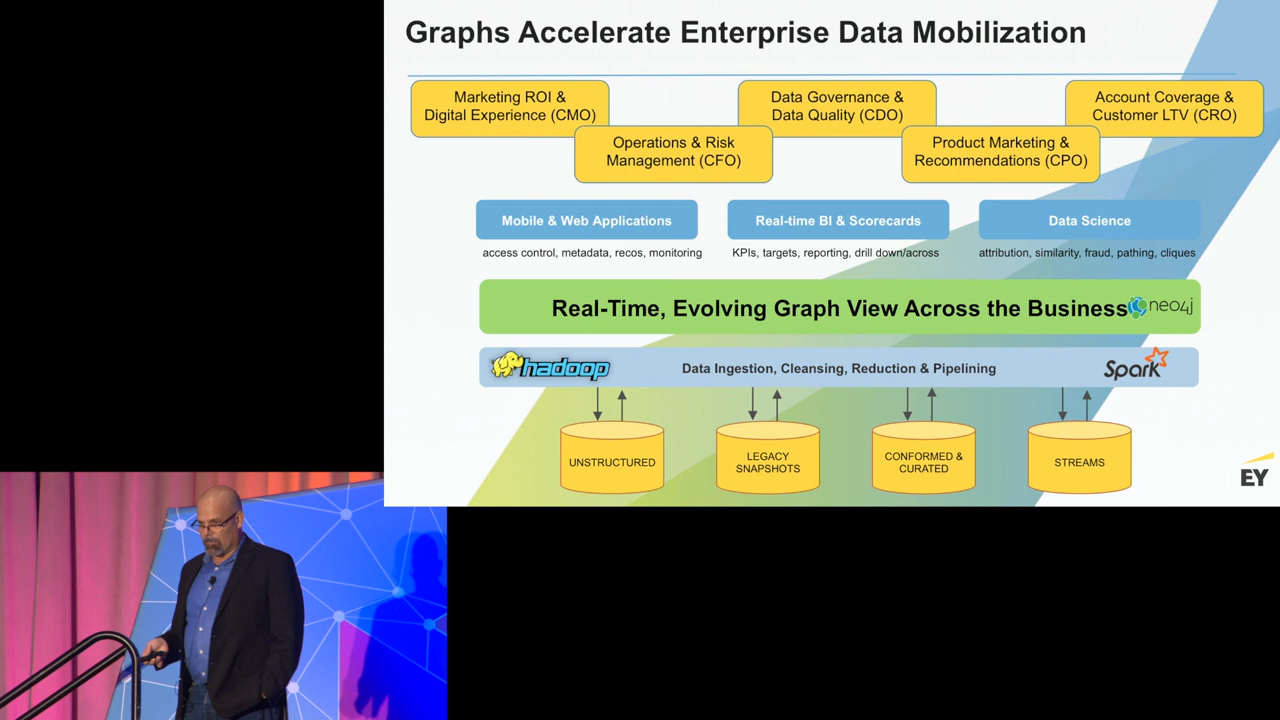 Graphs Accelerate Enterprise Data Mobilization
Marketing ROI &
Digital Experience (CMO)
Data Governance &
Data Quality (CDO)
Account Coverage &
Customer LTV (CRO)
Operations & Risk
Management (CFO)
Product Marketing &
Recommendations (CPO)
Mobile & Web Applications
Real-time BI & Scorecards
Data Science
access control, metadata, recos, monitoring
KPIs, targets, reporting, drill down/across
attribution, similarity, fraud, pathing, cliques
Real-Time, Evolving Graph View Across the Business
neo4j
hadoop
Data Ingestion, Cleansing, Reduction & Pipelining
Spark
UNSTRUCTURED
LEGACY
SNAPSHOTS
CONFORMED &
CURATED
STREAMS
EY